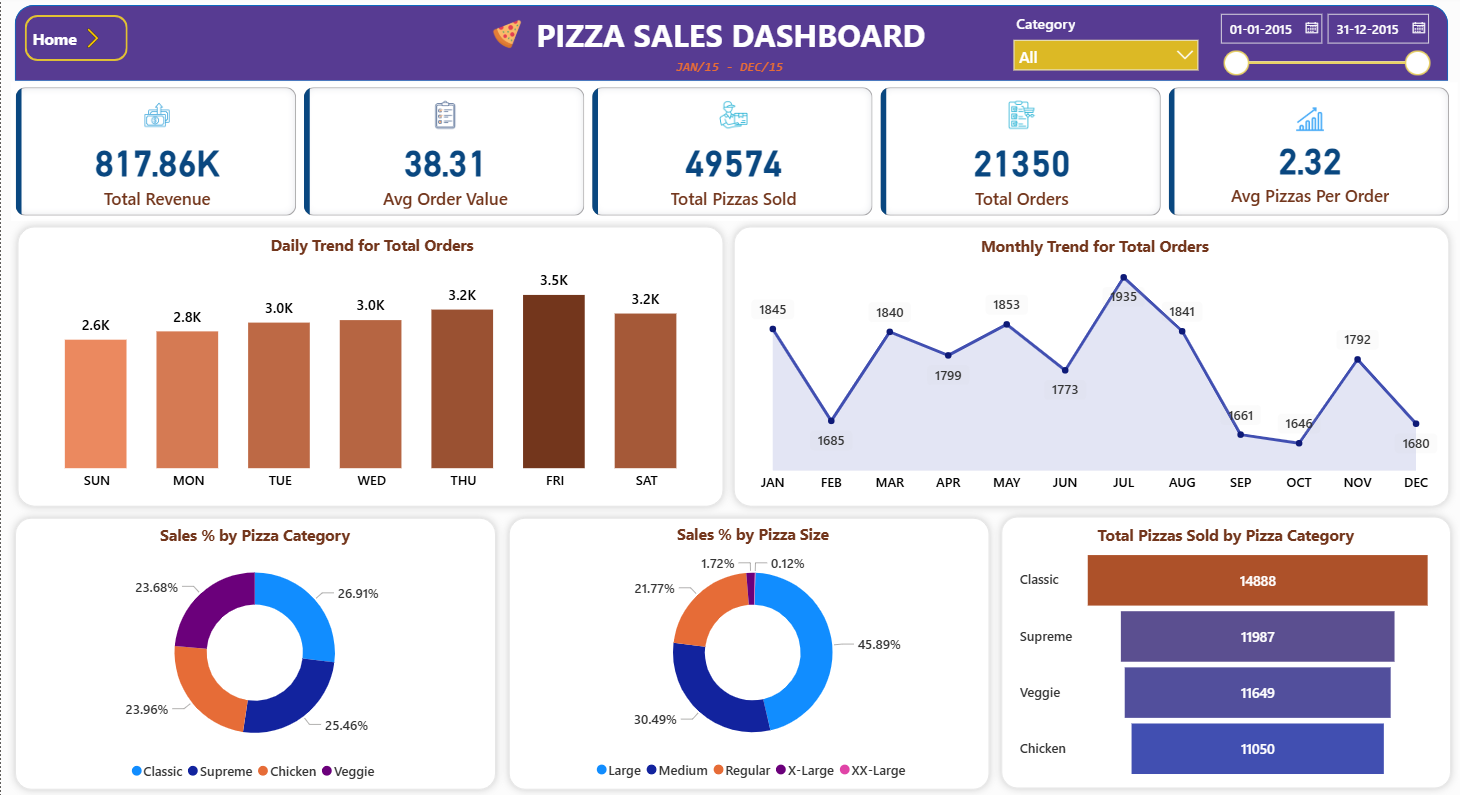 Home
PIZZA SALES DASHBOARD
JAN/15 - DEC/15
Category
All
01-01-2015
31-12-2015
817.86K
Total Revenue
38.31
Avg Order Value
49574
Total Pizzas Sold
21350
Total Orders
2.32
Avg Pizzas Per Order
Daily Trend for Total Orders
2.6K
2.8K
3.0K
3.0K
3.2K
3.5K
3.2K
SUN MON TUE WED THU FRI SAT
Monthly Trend for Total Orders
1845
1685
1840
1799
1853
1773
1935
1841
1661
1646
1792
1680
JAN FEB MAR APR MAY JUN JUL AUG SEP OCT NOV DEC
Sales % by Pizza Category
23.68%
26.91%
23.96%
25.46%
Classic Supreme Chicken Veggie
Sales % by Pizza Size
1.72%
0.12%
21.77%
45.89%
30.49%
Large Medium Regular X-Large XX-Large
Total Pizzas Sold by Pizza Category
Classic 14888
Supreme 11987
Veggie 11649
Chicken 11050